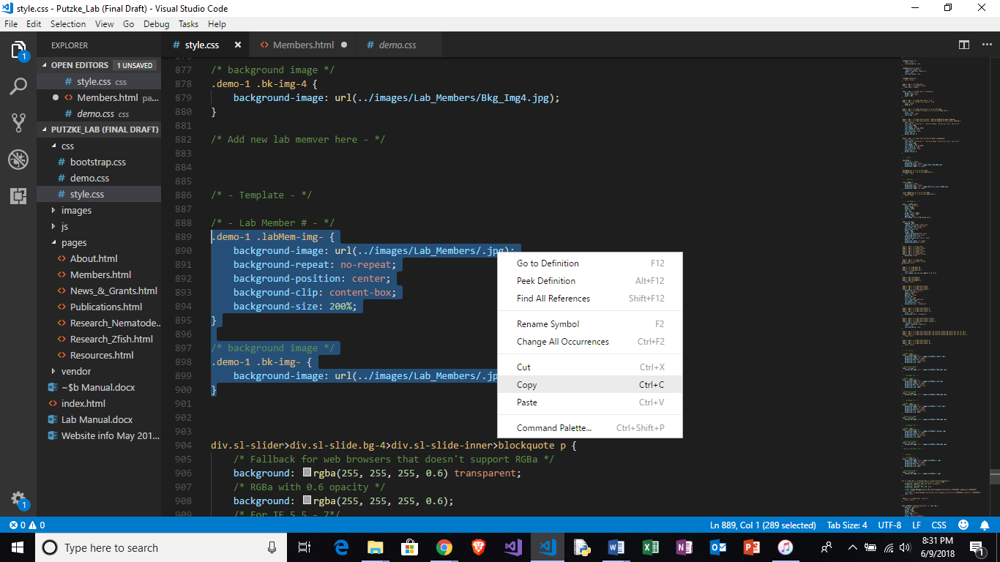 style.css - Putzke_Lab (Final Draft) - Visual Studio Code
File Edit Selection View Go Debug Tasks Help
EXPLORER
OPEN EDITORS 1 UNSAVED
# style.css css
<> Members.html pa...
# demo.css css
PUTZKE_LAB (FINAL DRAFT)
css
# bootstrap.css
# demo.css
# style.css
images
js
pages
<> About.html
<> Members.html
<> News_& Grants.html
<> Publications.html
<> Research_Nematode...
<> Research_Zfish.html
<> Resources.html
vendor
~$b Manual.docx
<> index.html
Lab Manual.docx
Website info May 201...
1
1
# style.css <> Members.html # demo.css
876
877 /* background image */
878 .demo-1 .bk-img-4 {
879 background-image: url(../images/Lab_Members/Bkg_Img4.jpg);
880 }
881
882 /* Add new lab memver here - */
883
884
885
886 /* - Template - */
887
888 /* - Lab Member # - */
889 .demo-1 .labMem-img- {
890 background-image: url(../images/Lab_Members/.jpg);
891 background-repeat: no-repeat;
892 background-position: center;
893 background-clip: content-box;
894 background-size: 200%;
895 }
896
897 /* background image */
898 .demo-1 .bk-img- {
899 background-image: url(../images/Lab_Members/.jp
900 }
901
902
903
904 div.sl-slider>div.sl-slide.bg-4>div.sl-slide-inner>blockquote p {
905 /* Fallback for web browsers that doesn't support RGBa */
906 background: rgba(255, 255, 255, 0.6) transparent;
907 /* RGBa with 0.6 opacity */
908 background: rgba(255, 255, 255, 0.6);
909 /* For IE 5.5 - 7*/
Go to Definition F12
Peek Definition Alt+F12
Find All References Shift+F12
Rename Symbol F2
Change All Occurrences Ctrl+F2
Cut Ctrl+X
Copy Ctrl+C
Paste Ctrl+V
Command Palette... Ctrl+Shift+P
0 0 Ln 889, Col 1 (289 selected) Tab Size: 4 UTF-8 LF CSS
Type here to search
8:31 PM
6/9/2018
1